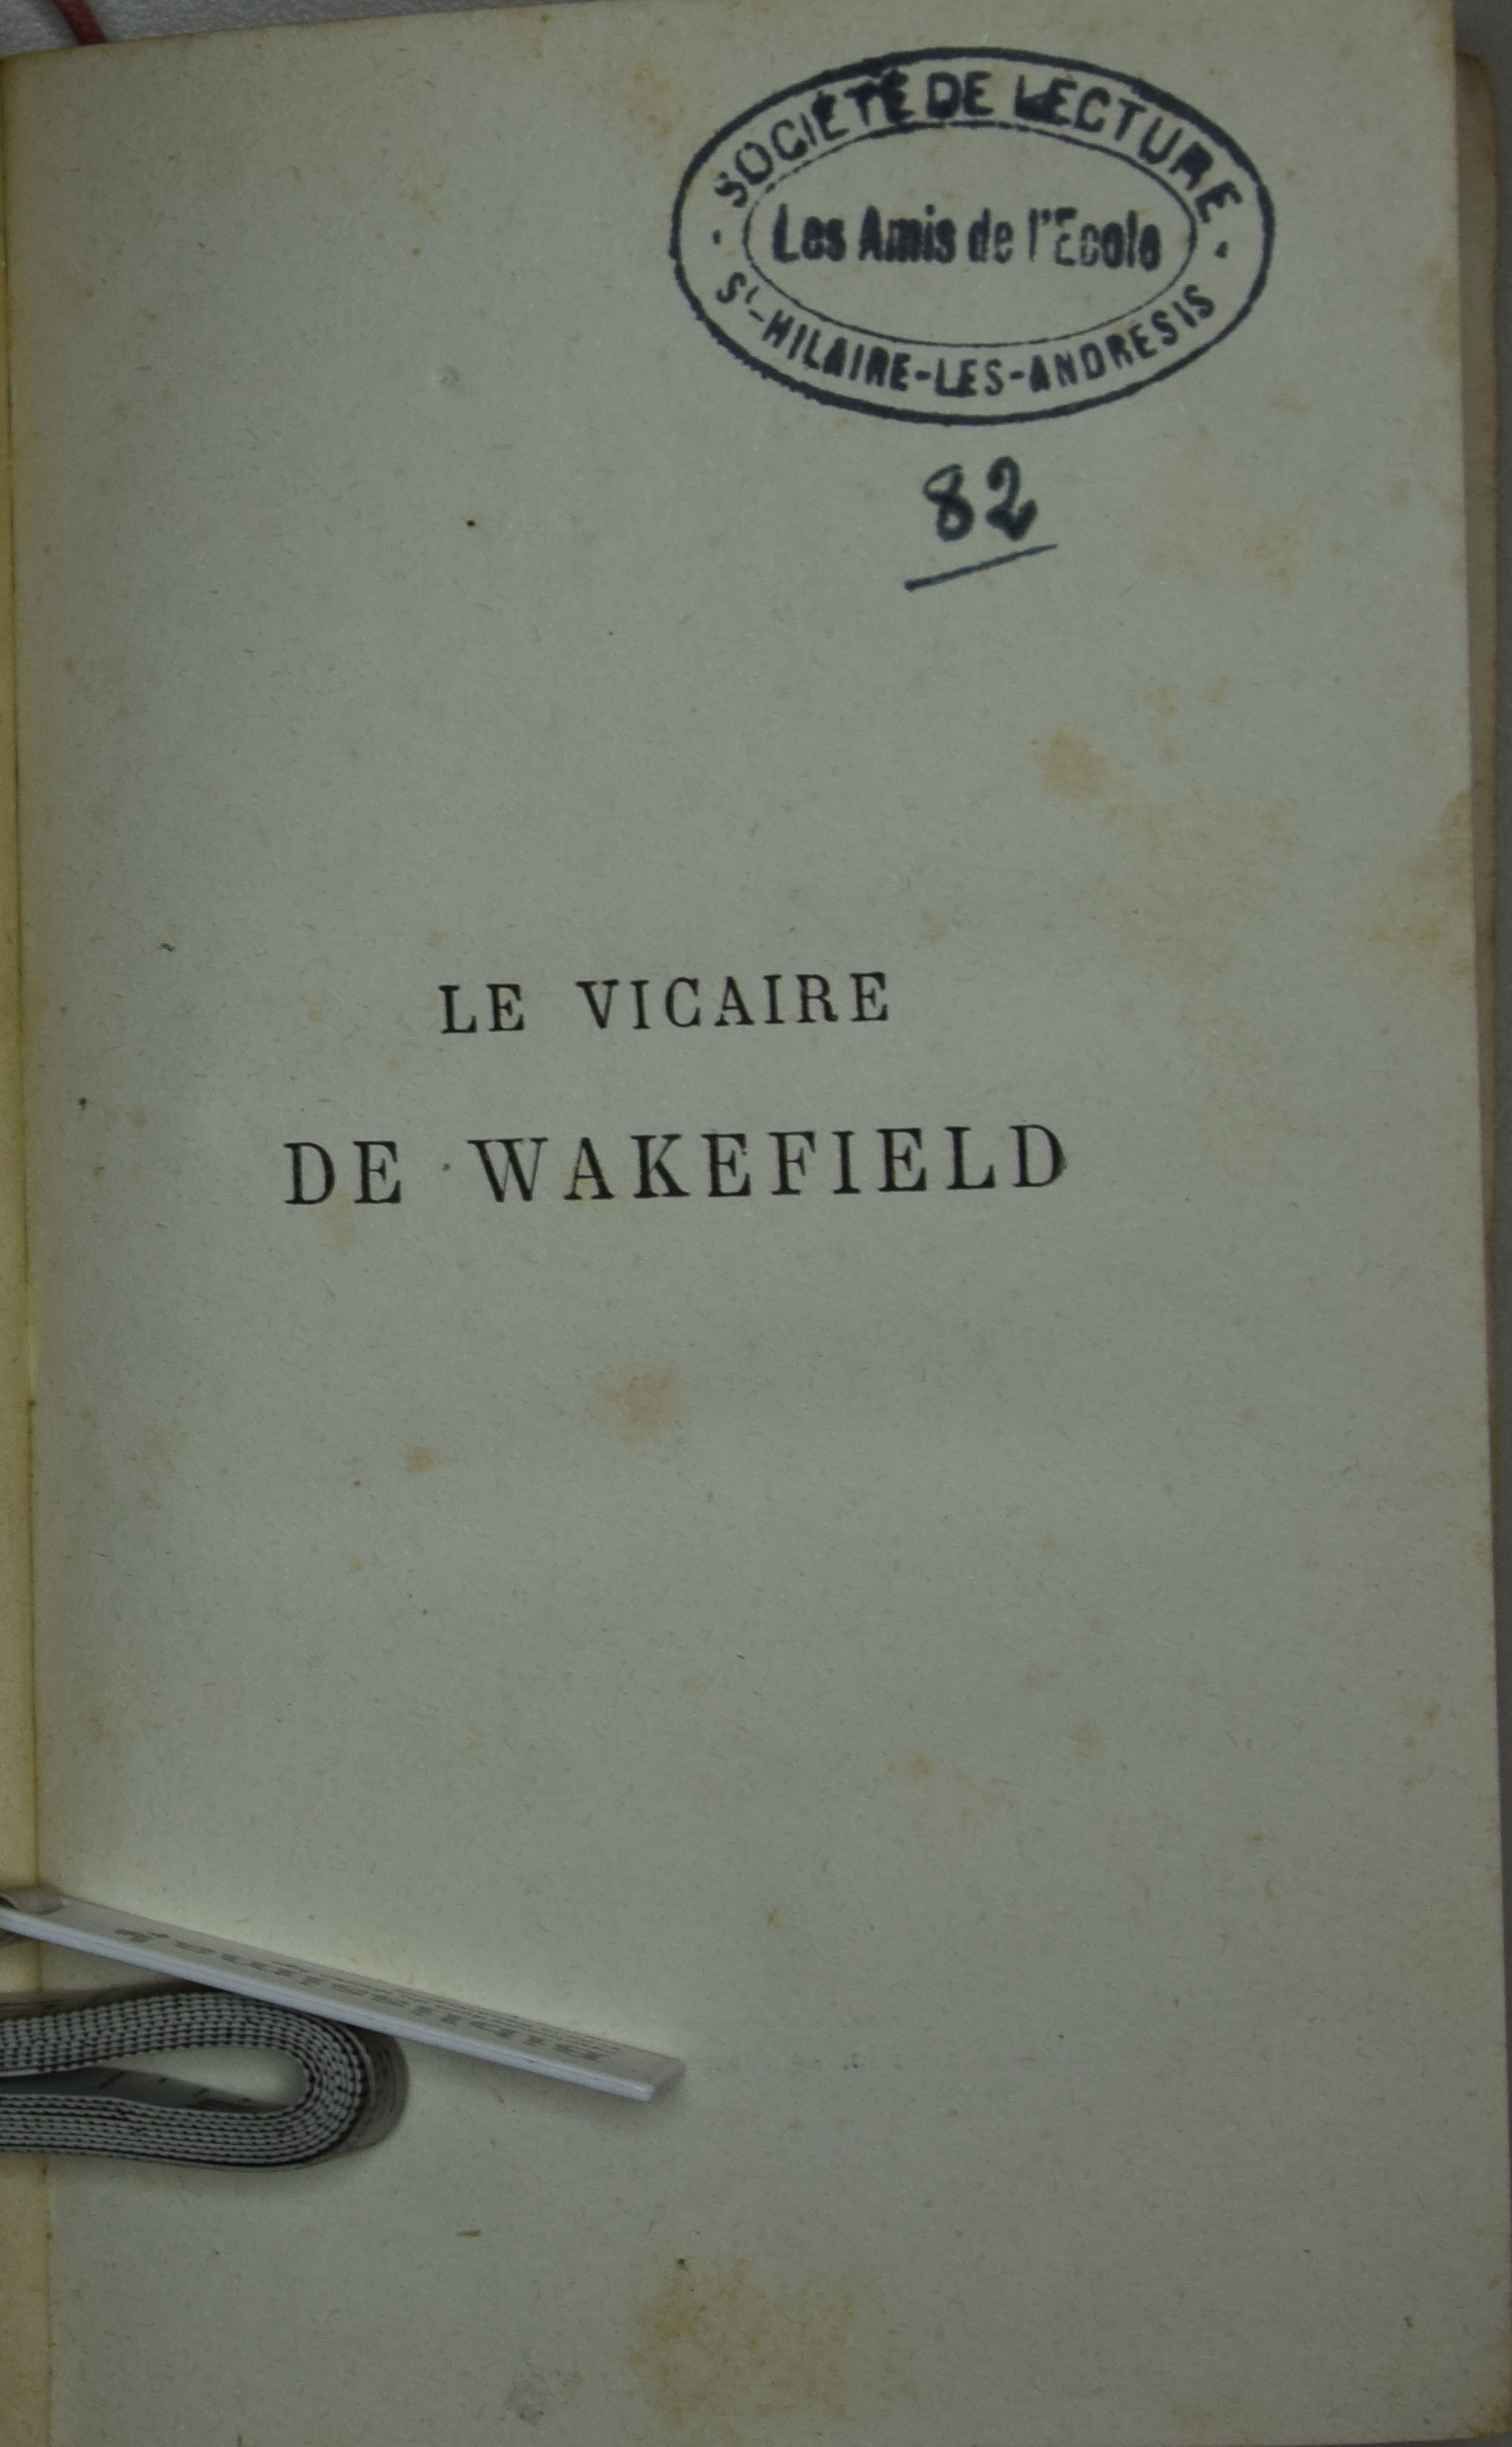 SOCIÉTÉ DE LECTURE
Les Amis de l'Ecole
St-HILAIRE-LES-ANDRESIS
82
LE VICAIRE
DE WAKEFIELD